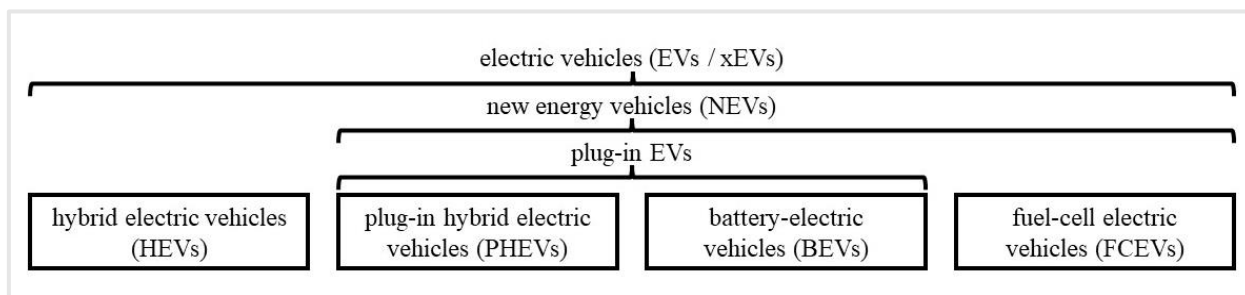 electric vehicles (EVs / xEVs)
new energy vehicles (NEVs)
plug-in EVs
hybrid electric vehicles
(HEVs)
plug-in hybrid electric
vehicles (PHEVs)
battery-electric
vehicles (BEVs)
fuel-cell electric
vehicles (FCEVs)